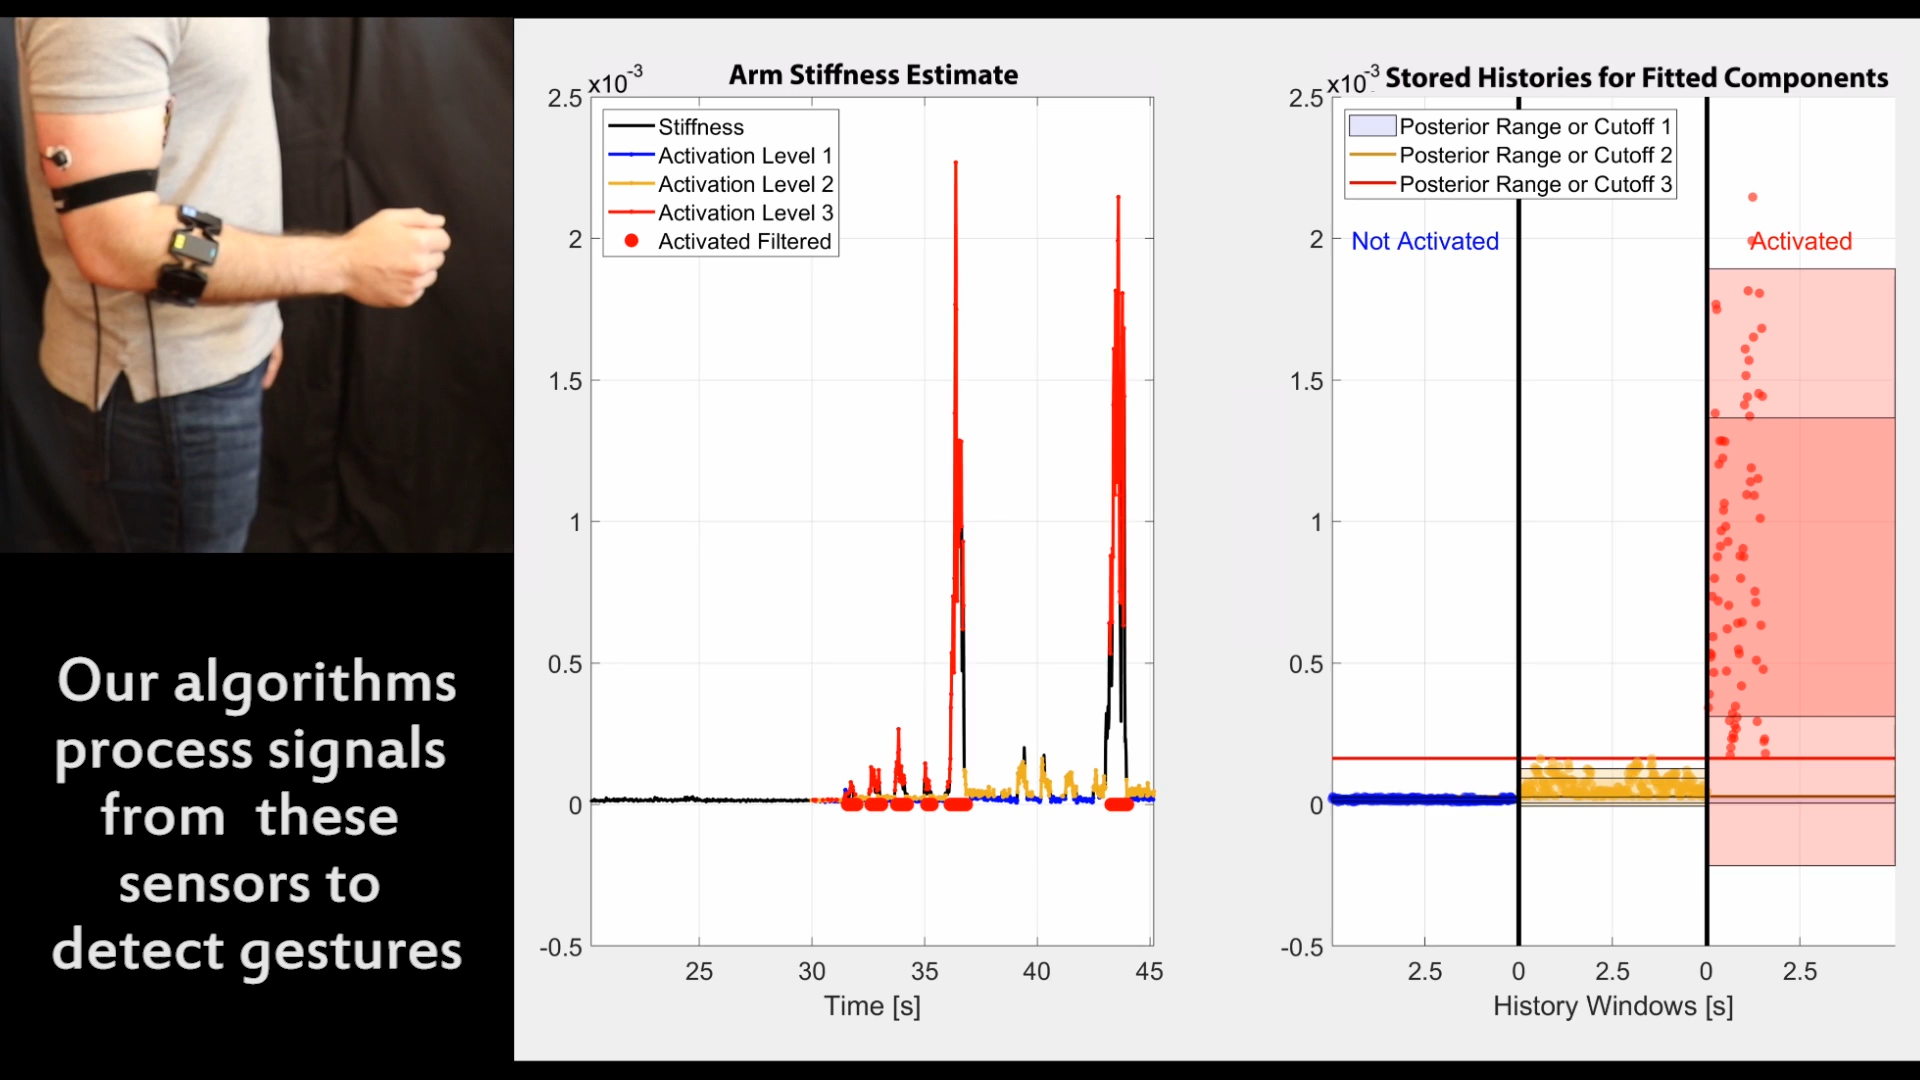 Our algorithms
process signals
from these
sensors to
detect gestures
Arm Stiffness Estimate
x10-3
2.5
2
1.5
1
0.5
0
-0.5
Stiffness
Activation Level 1
Activation Level 2
Activation Level 3
Activated Filtered
25 30 35 40 45
Time [s]
Stored Histories for Fitted Components
x10-3
2.5
2
1.5
1
0.5
0
-0.5
Posterior Range or Cutoff 1
Posterior Range or Cutoff 2
Posterior Range or Cutoff 3
Not Activated
Activated
2.5 0 2.5 0 2.5
History Windows [s]